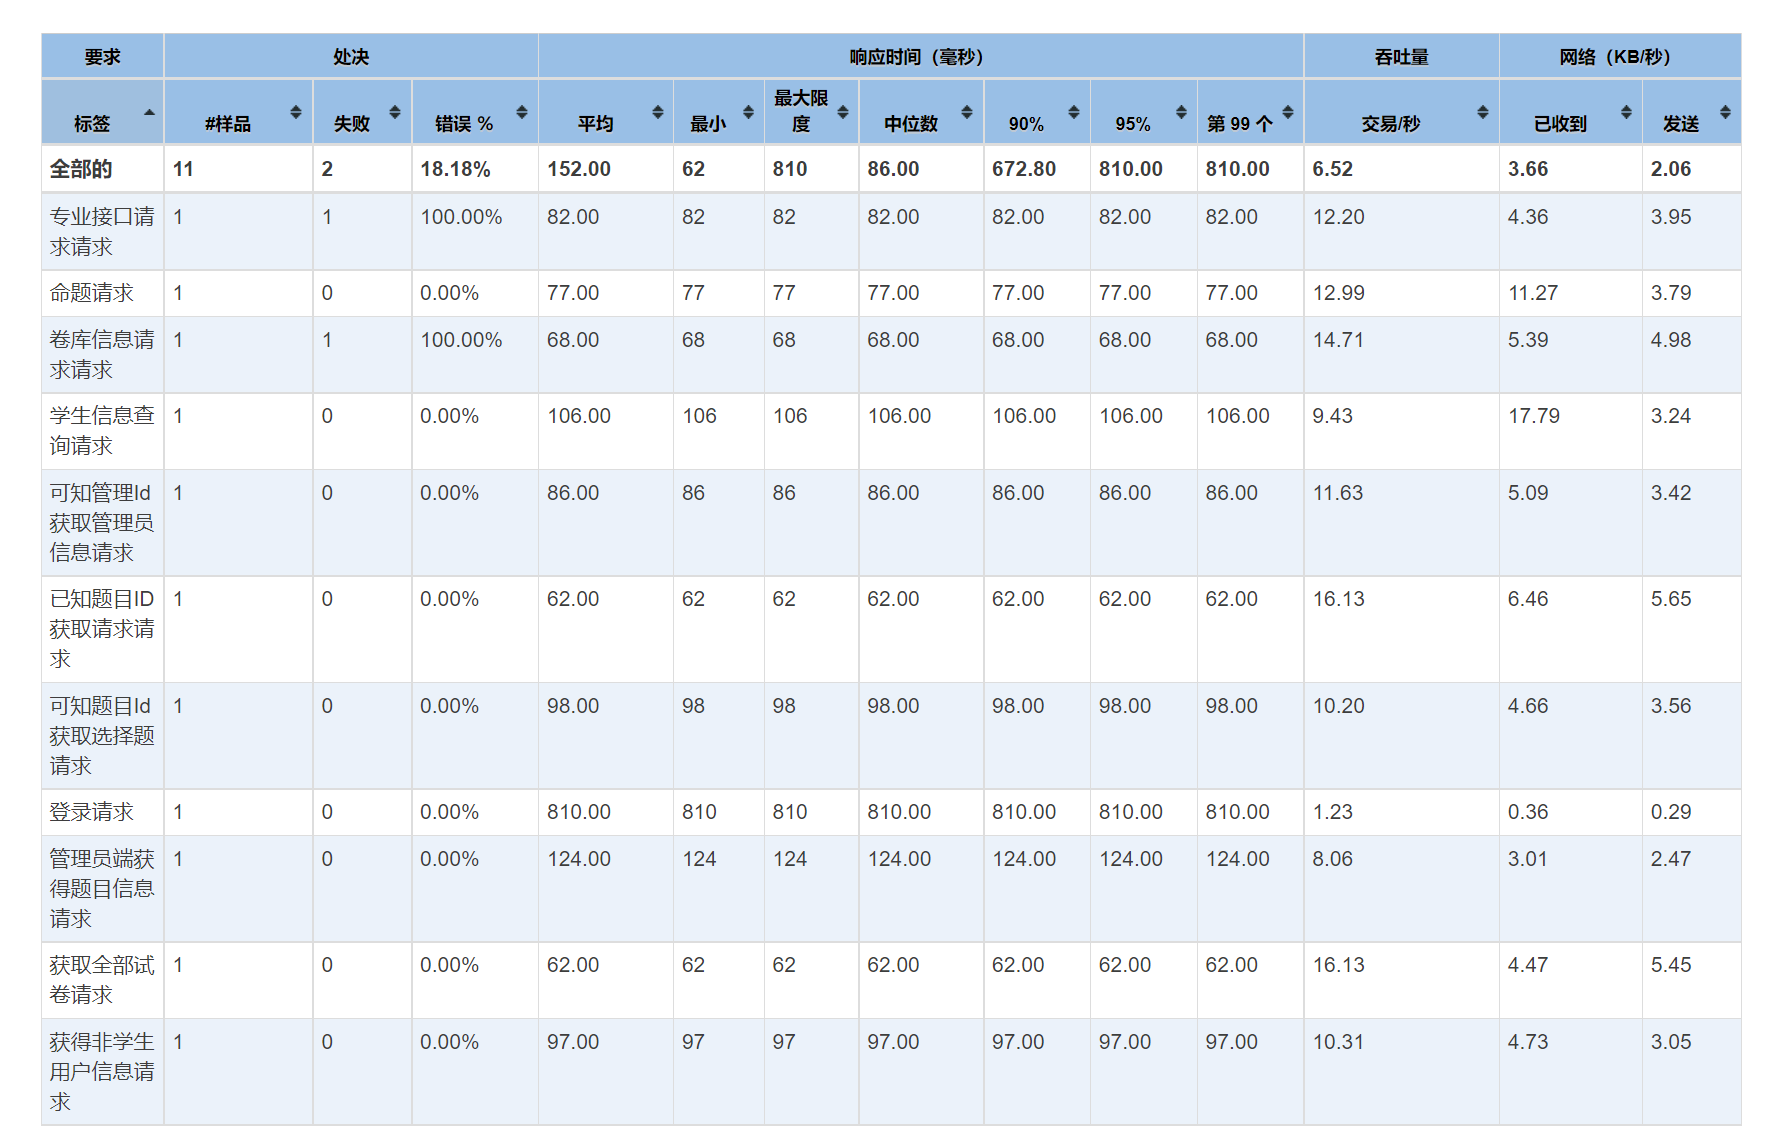 要求 处决 响应时间（毫秒） 吞吐量 网络（KB/秒）
标签 #样品 失败 错误 % 平均 最小 最大限度 中位数 90% 95% 第 99 个 交易/秒 已收到 发送
全部的 11 2 18.18% 152.00 62 810 86.00 672.80 810.00 810.00 6.52 3.66 2.06
专业接口请 1 1 100.00% 82.00 82 82 82.00 82.00 82.00 82.00 12.20 4.36 3.95
求请求
命题请求 1 0 0.00% 77.00 77 77 77.00 77.00 77.00 77.00 12.99 11.27 3.79
卷库信息请 1 1 100.00% 68.00 68 68 68.00 68.00 68.00 68.00 14.71 5.39 4.98
求请求
学生信息查 1 0 0.00% 106.00 106 106 106.00 106.00 106.00 106.00 9.43 17.79 3.24
询请求
可知管理Id 1 0 0.00% 86.00 86 86 86.00 86.00 86.00 86.00 11.63 5.09 3.42
获取管理员
信息请求
已知题目ID 1 0 0.00% 62.00 62 62 62.00 62.00 62.00 62.00 16.13 6.46 5.65
获取请求请
求
可知题目Id 1 0 0.00% 98.00 98 98 98.00 98.00 98.00 98.00 10.20 4.66 3.56
获取选择题
请求
登录请求 1 0 0.00% 810.00 810 810 810.00 810.00 810.00 810.00 1.23 0.36 0.29
管理员端获 1 0 0.00% 124.00 124 124 124.00 124.00 124.00 124.00 8.06 3.01 2.47
得题目信息
请求
获取全部试 1 0 0.00% 62.00 62 62 62.00 62.00 62.00 62.00 16.13 4.47 5.45
卷请求
获得非学生 1 0 0.00% 97.00 97 97 97.00 97.00 97.00 97.00 10.31 4.73 3.05
用户信息请
求